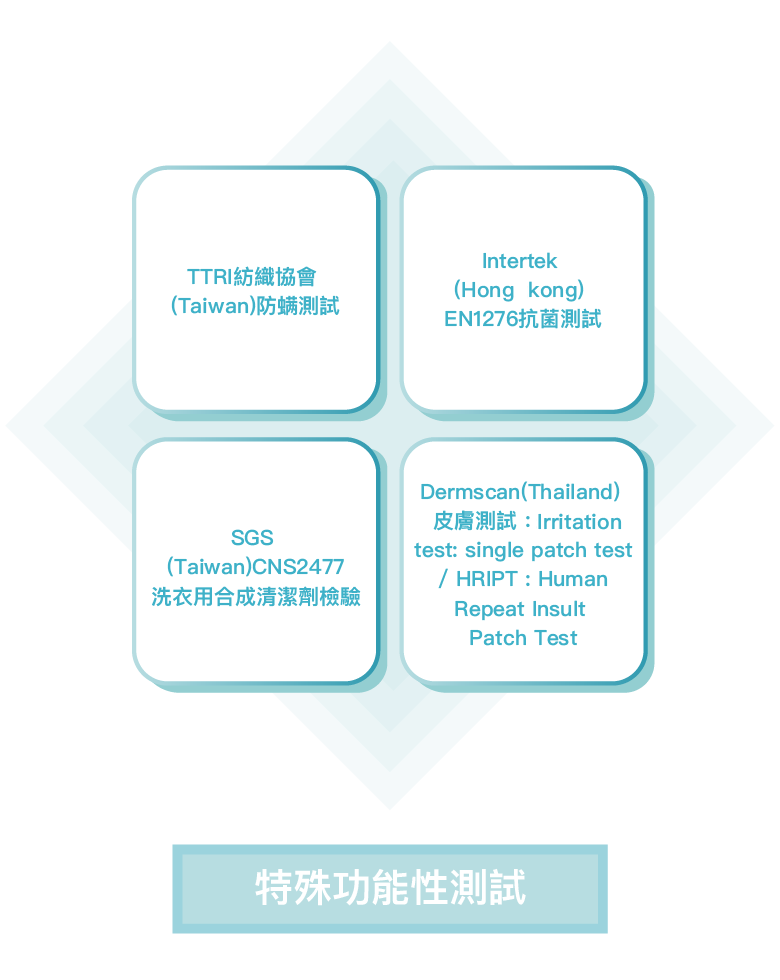 TTRI紡織協會
(Taiwan)防螨測試
Intertek
(Hong kong)
EN1276抗菌測試
SGS
(Taiwan)CNS2477
洗衣用合成清潔劑檢驗
Dermscan(Thailand)
皮膚測試：Irritation
test: single patch test
/ HRIPT : Human
Repeat Insult
Patch Test
特殊功能性測試